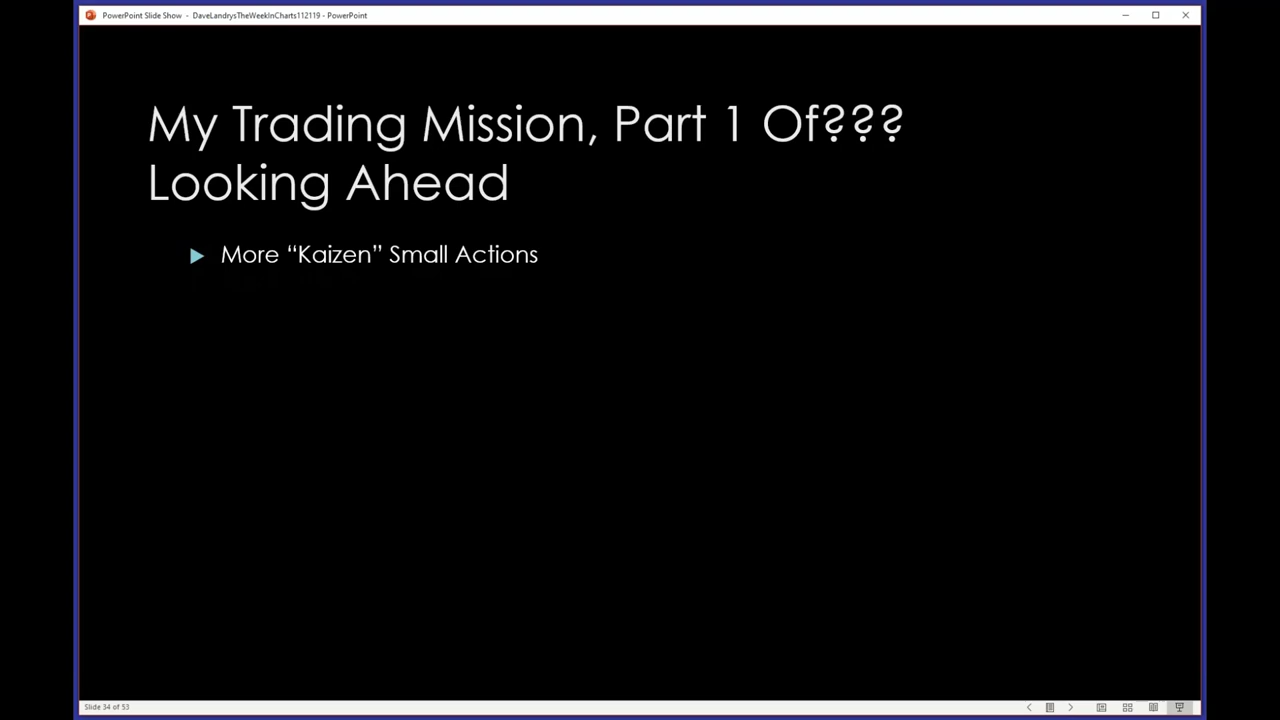 PowerPoint Slide Show - DaveLandrysTheWeekInCharts112119 - PowerPoint
My Trading Mission, Part 1 Of???
Looking Ahead
More “Kaizen” Small Actions
Slide 34 of 53